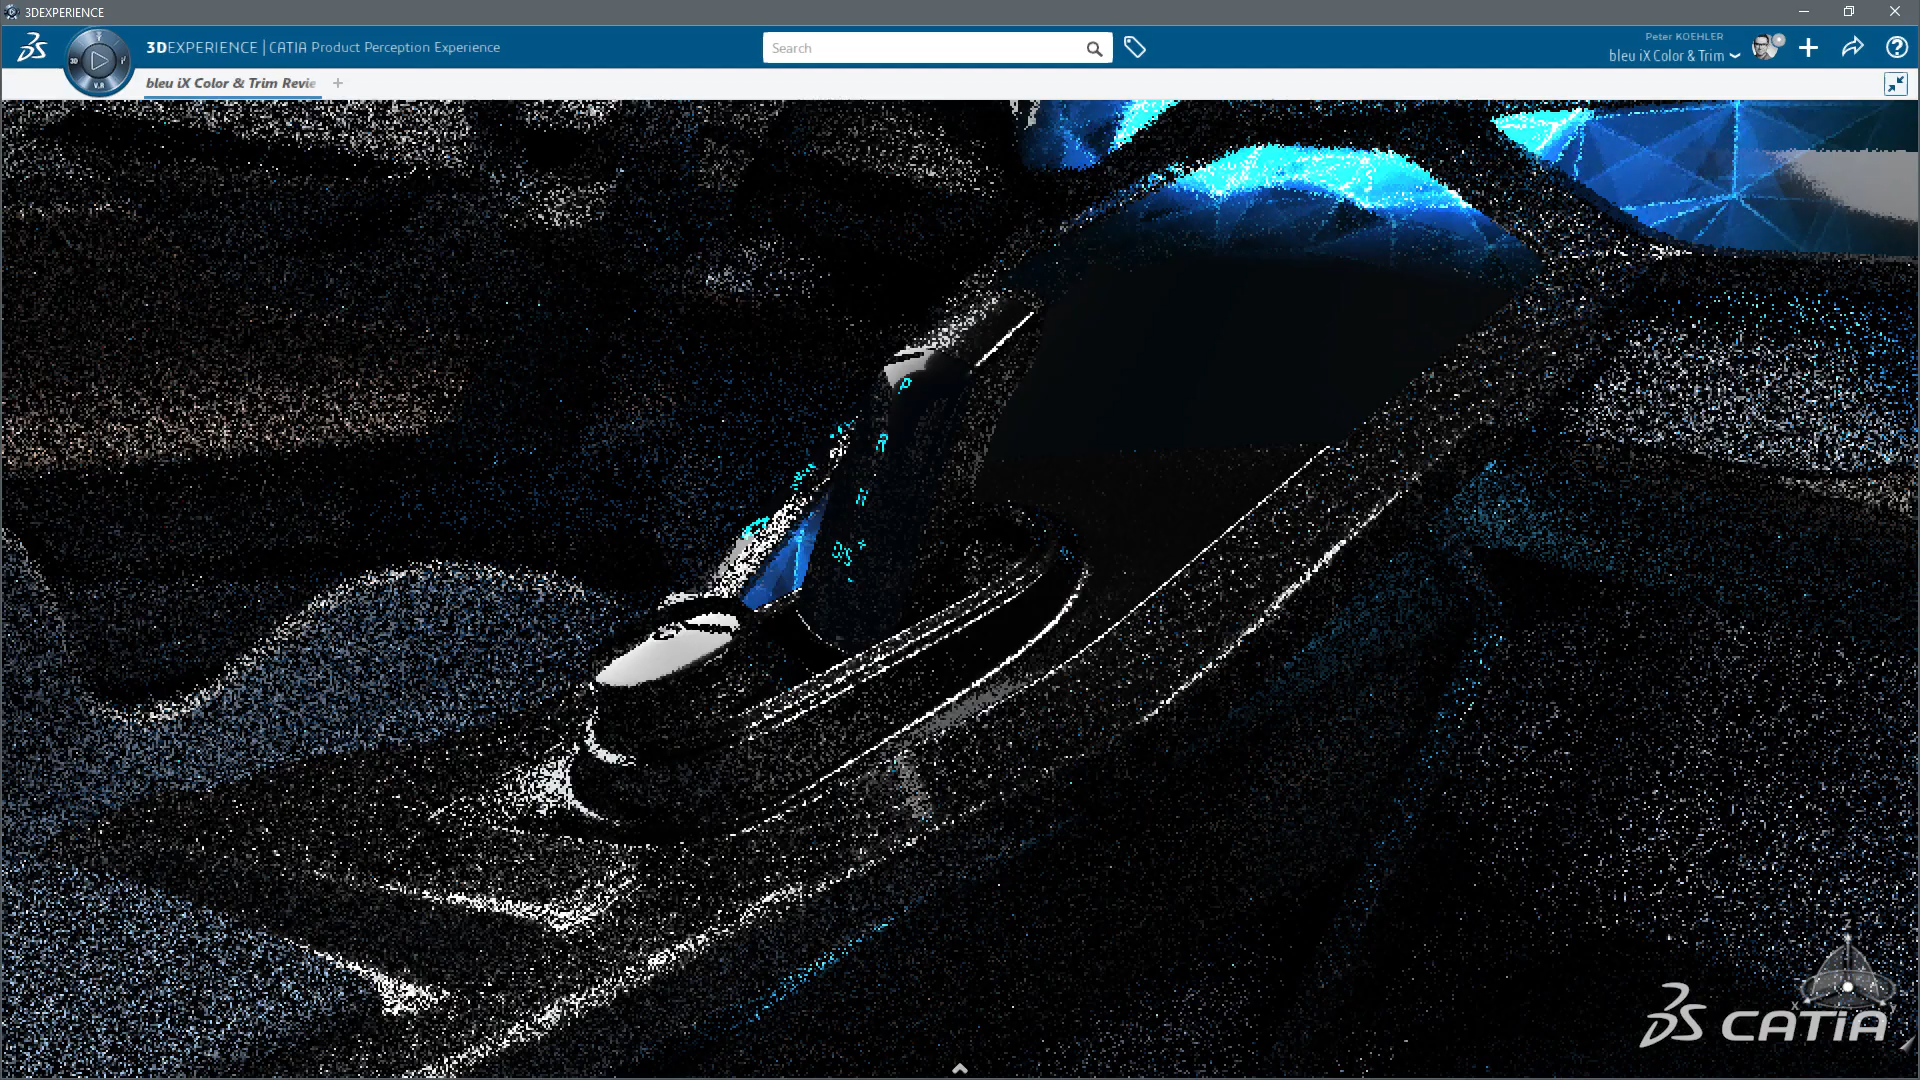 3DEXPERIENCE
3DEXPERIENCE | CATIA Product Perception Experience
Search
Peter KOEHLER
bleu iX Color & Trim
3D
V.R
bleu iX Color & Trim Revie
CATIA